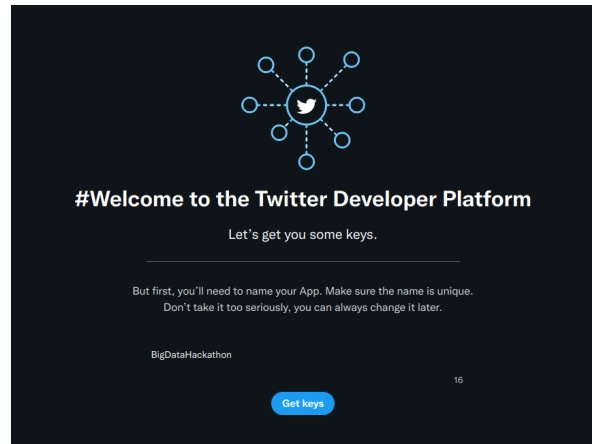 #Welcome to the Twitter Developer Platform
Let's get you some keys.
But first, you'll need to name your App. Make sure the name is unique.
Don't take it too seriously, you can always change it later.
BigDataHackathon
16
Get keys